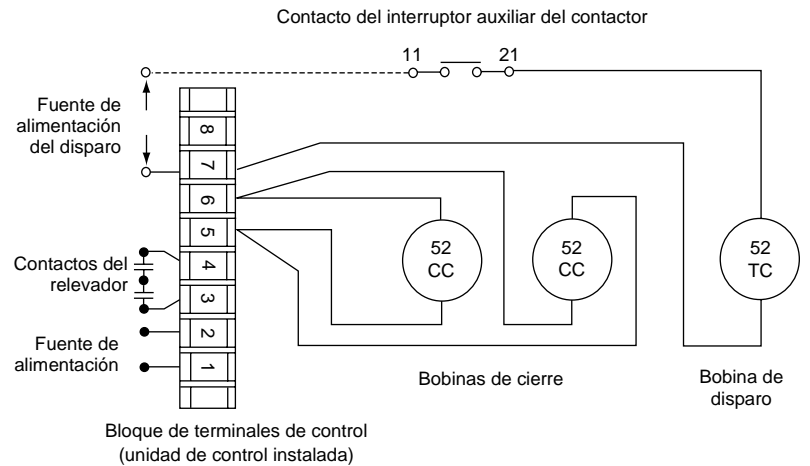 Contacto del interruptor auxiliar del contactor
11
21
Fuente de
alimentación
del disparo
8
7
6
5
4
3
2
1
Contactos del
relevador
Fuente de
alimentación
52
CC
52
CC
52
TC
Bobinas de cierre
Bobina de
disparo
Bloque de terminales de control
(unidad de control instalada)